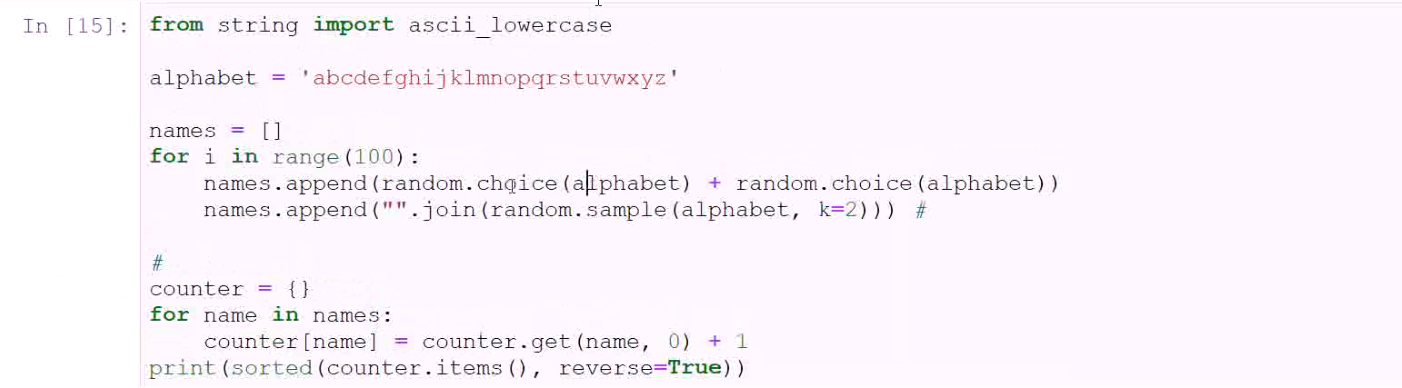 In [15]: from string import ascii_lowercase
alphabet = 'abcdefghijklmnopqrstuvwxyz'
names = []
for i in range(100):
    names.append(random.choice(alphabet) + random.choice(alphabet))
    names.append("".join(random.sample(alphabet, k=2))) #
#
counter = {}
for name in names:
    counter[name] = counter.get(name, 0) + 1
print(sorted(counter.items(), reverse=True))